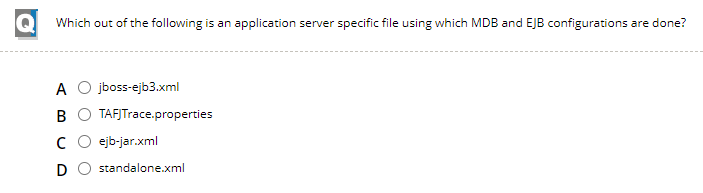 Q Which out of the following is an application server specific file using which MDB and EJB configurations are done?
A jboss-ejb3.xml
B TAFJTrace.properties
C ejb-jar.xml
D standalone.xml